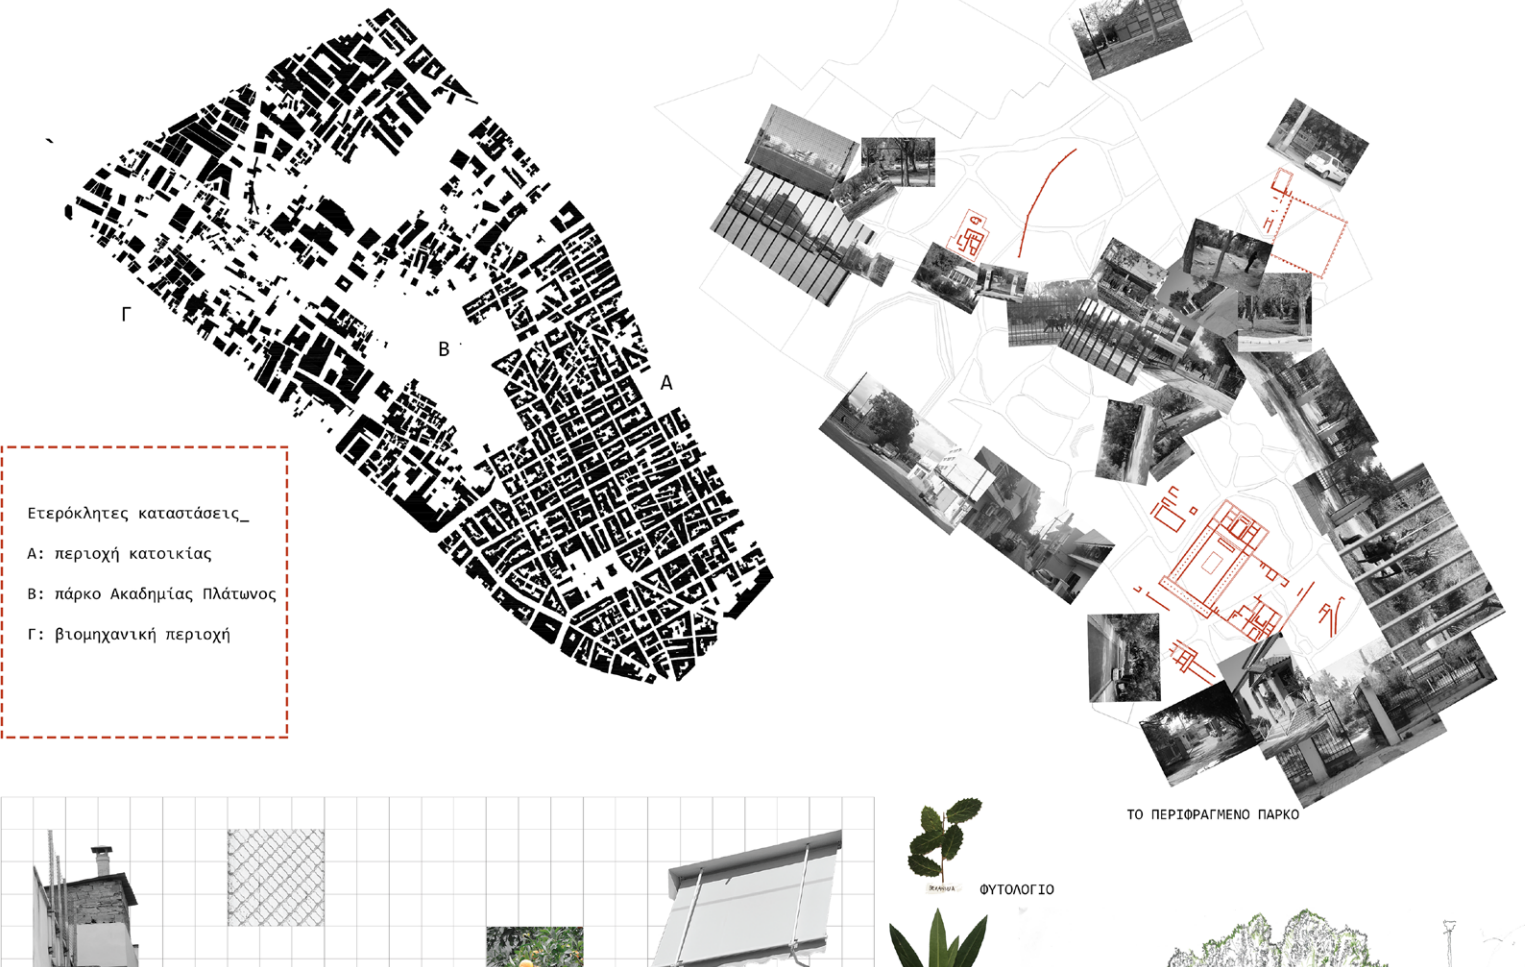 Γ
Β
Α
Ετερόκλητες καταστάσεις_
Α: περιοχή κατοικίας
Β: πάρκο Ακαδημίας Πλάτωνος
Γ: βιομηχανική περιοχή
ΤΟ ΠΕΡΙΦΡΑΓΜΕΝΟ ΠΑΡΚΟ
ΦΥΤΟΛΟΓΙΟ